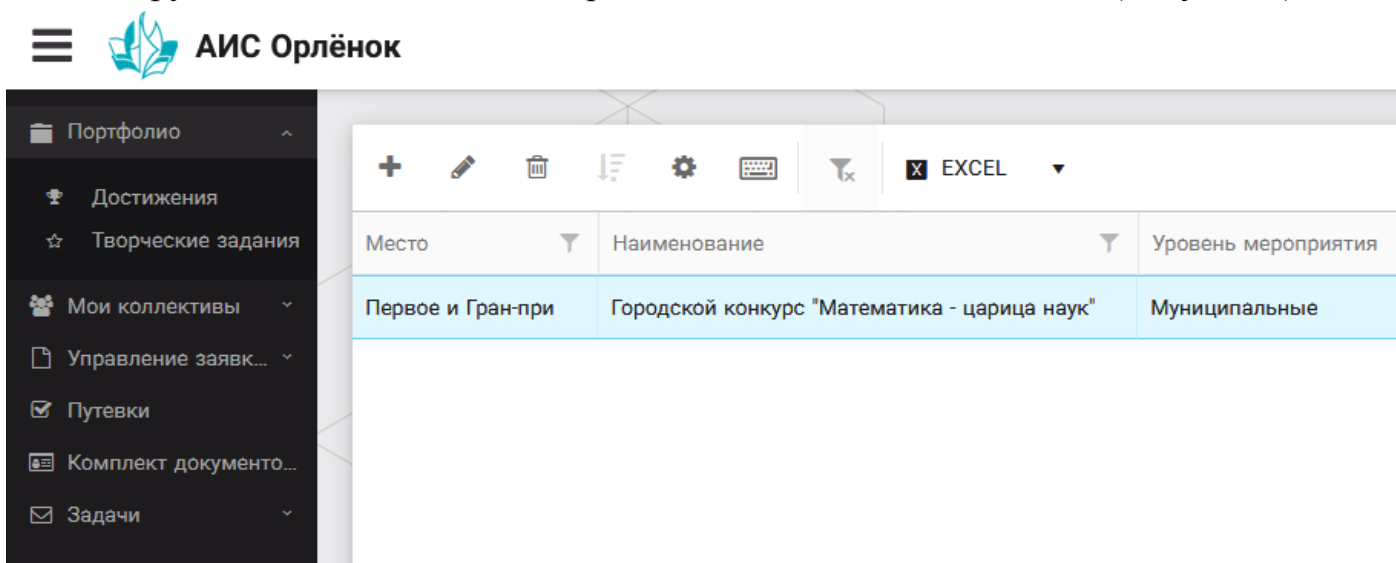 АИС Орлёнок
Портфолио
Достижения
Творческие задания
Мои коллективы
Управление заявк...
Путевки
Комплект документо...
Задачи
X EXCEL
Место Наименование Уровень мероприятия
Первое и Гран-при Городской конкурс "Математика - царица наук" Муниципальные